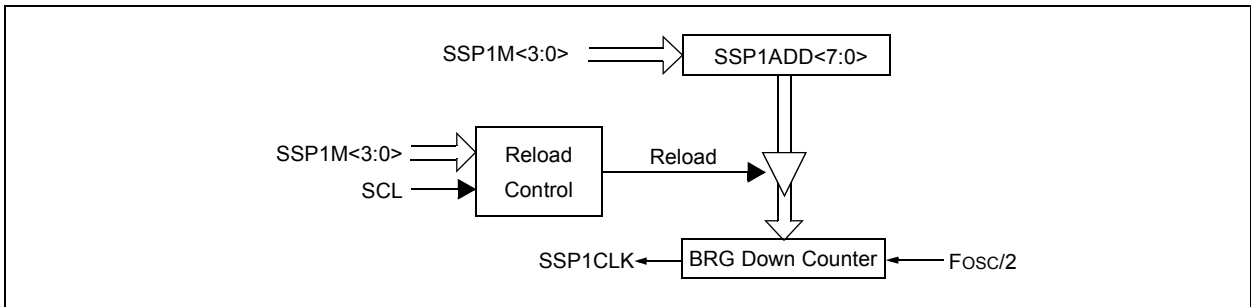 SSP1M<3:0>
SSP1ADD<7:0>
SSP1M<3:0>
SCL
Reload
Control
Reload
SSP1CLK
BRG Down Counter
FOSC/2